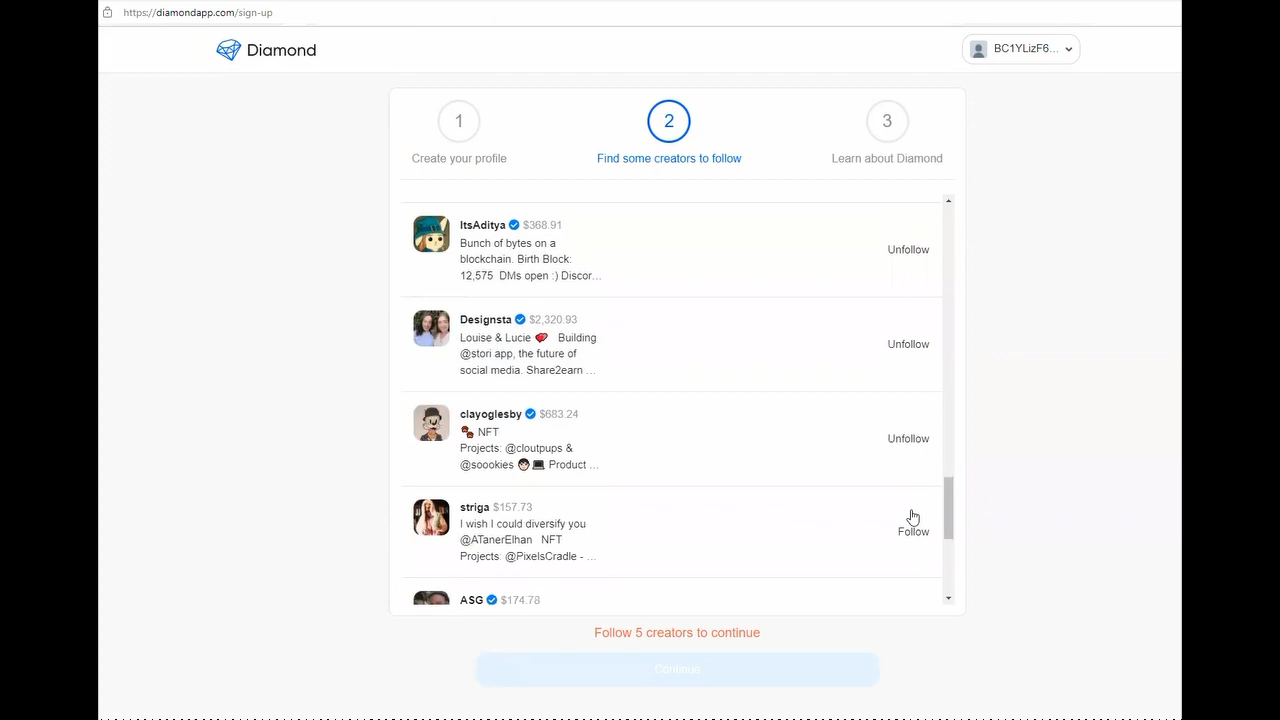 https://diamondapp.com/sign-up
Diamond
BC1YLizF6...
1
2
3
Create your profile
Find some creators to follow
Learn about Diamond
ItsAditya $368.91
Bunch of bytes on a
blockchain. Birth Block:
12,575 DMs open :) Discor...
Unfollow
Designsta $2,320.93
Louise & Lucie Building
@stori app, the future of
social media. Share2earn ...
Unfollow
clayoglesby $683.24
NFT
Projects: @cloutpups &
@soookies Product ...
Unfollow
striga $157.73
I wish I could diversify you
@ATanerElhan NFT
Projects: @PixelsCradle - ...
Follow
ASG $174.78
Follow 5 creators to continue
Continue